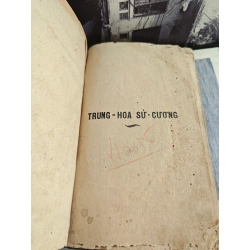 TRUNG - HOA SỬ - CƯƠNG